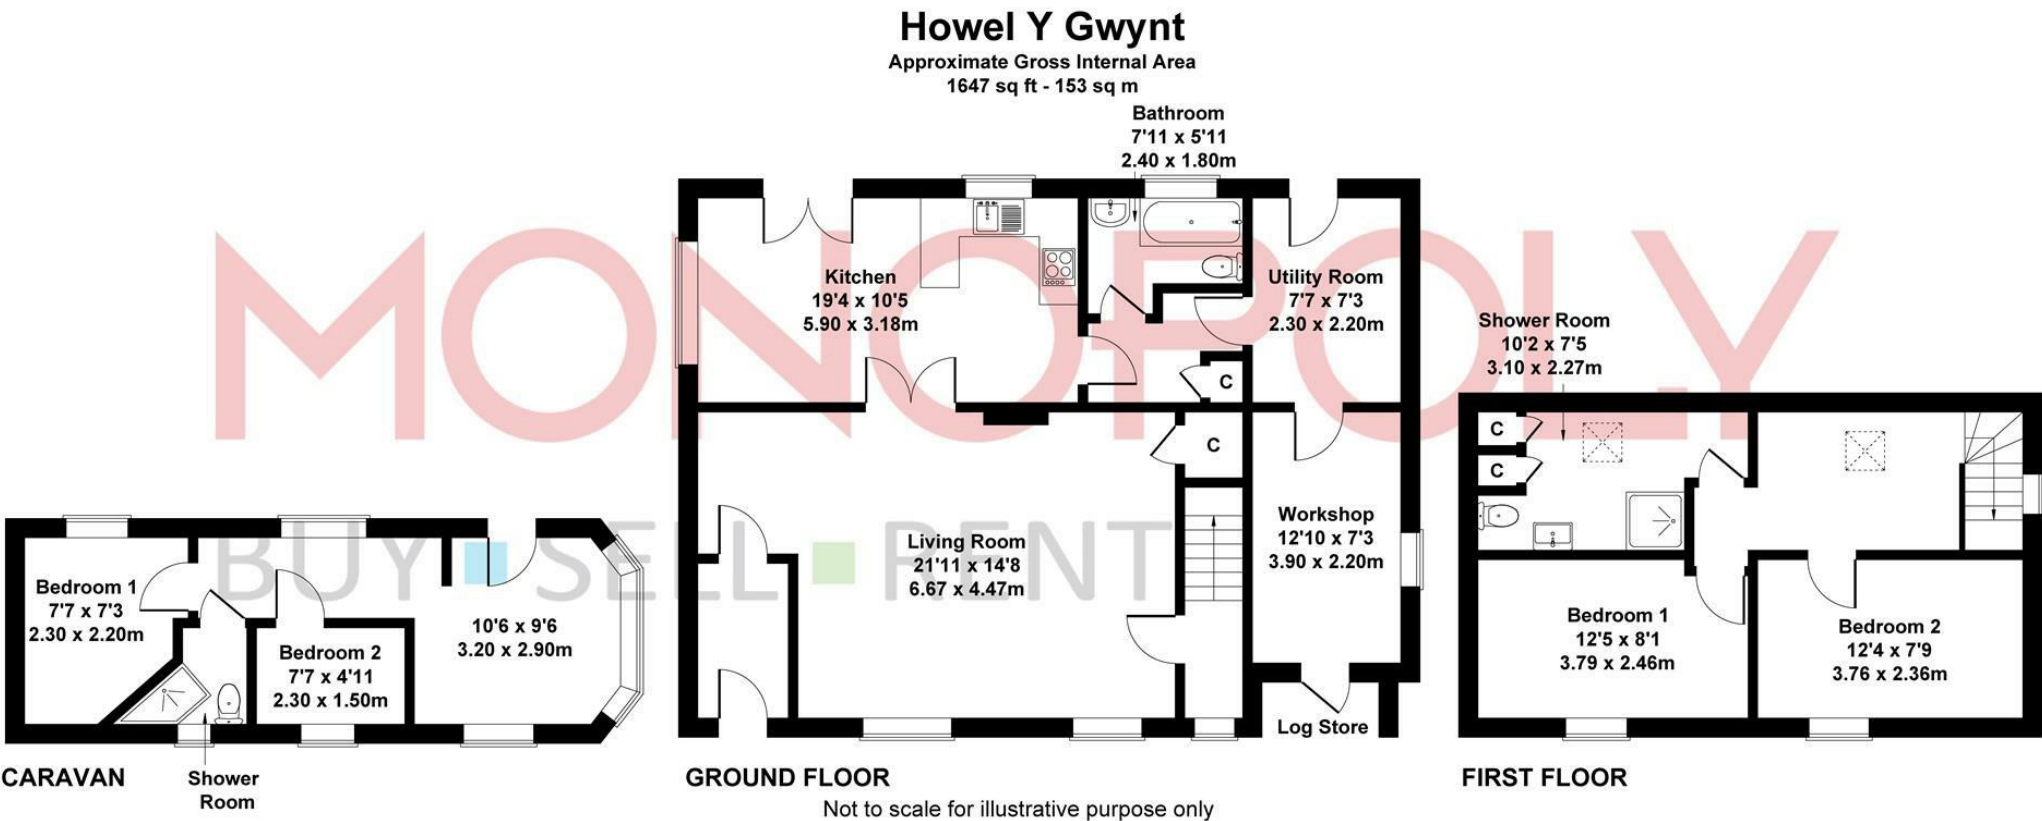 Howel Y Gwynt
Approximate Gross Internal Area
1647 sq ft - 153 sq m
MONOPOLY
BUY SELL RENT
Bedroom 1
7'7 x 7'3
2.30 x 2.20m
Bedroom 2
7'7 x 4'11
2.30 x 1.50m
10'6 x 9'6
3.20 x 2.90m
Shower
Room
CARAVAN
Bathroom
7'11 x 5'11
2.40 x 1.80m
Kitchen
19'4 x 10'5
5.90 x 3.18m
Utility Room
7'7 x 7'3
2.30 x 2.20m
C
C
Living Room
21'11 x 14'8
6.67 x 4.47m
Workshop
12'10 x 7'3
3.90 x 2.20m
Log Store
GROUND FLOOR
Shower Room
10'2 x 7'5
3.10 x 2.27m
C
C
Bedroom 1
12'5 x 8'1
3.79 x 2.46m
Bedroom 2
12'4 x 7'9
3.76 x 2.36m
FIRST FLOOR
Not to scale for illustrative purpose only